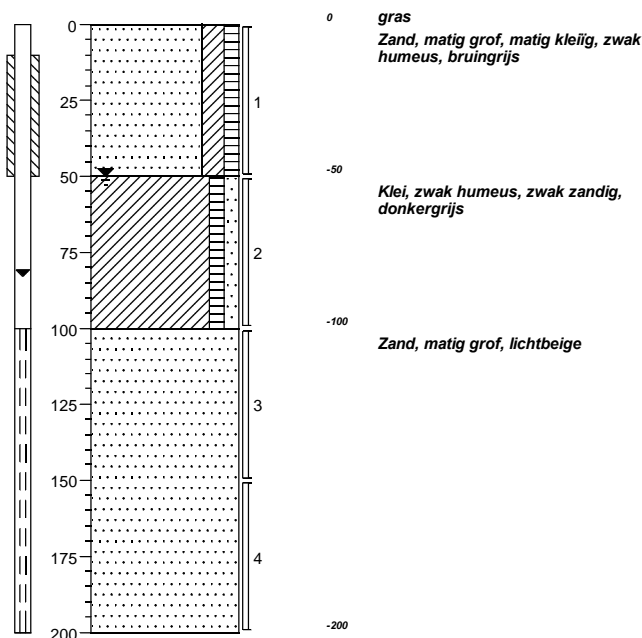 0
25
50
75
100
125
150
175
200
1
2
3
4
0
gras
Zand, matig grof, matig kleiïg, zwak
humeus, bruingrijs
-50
Klei, zwak humeus, zwak zandig,
donkergrijs
-100
Zand, matig grof, lichtbeige
-200